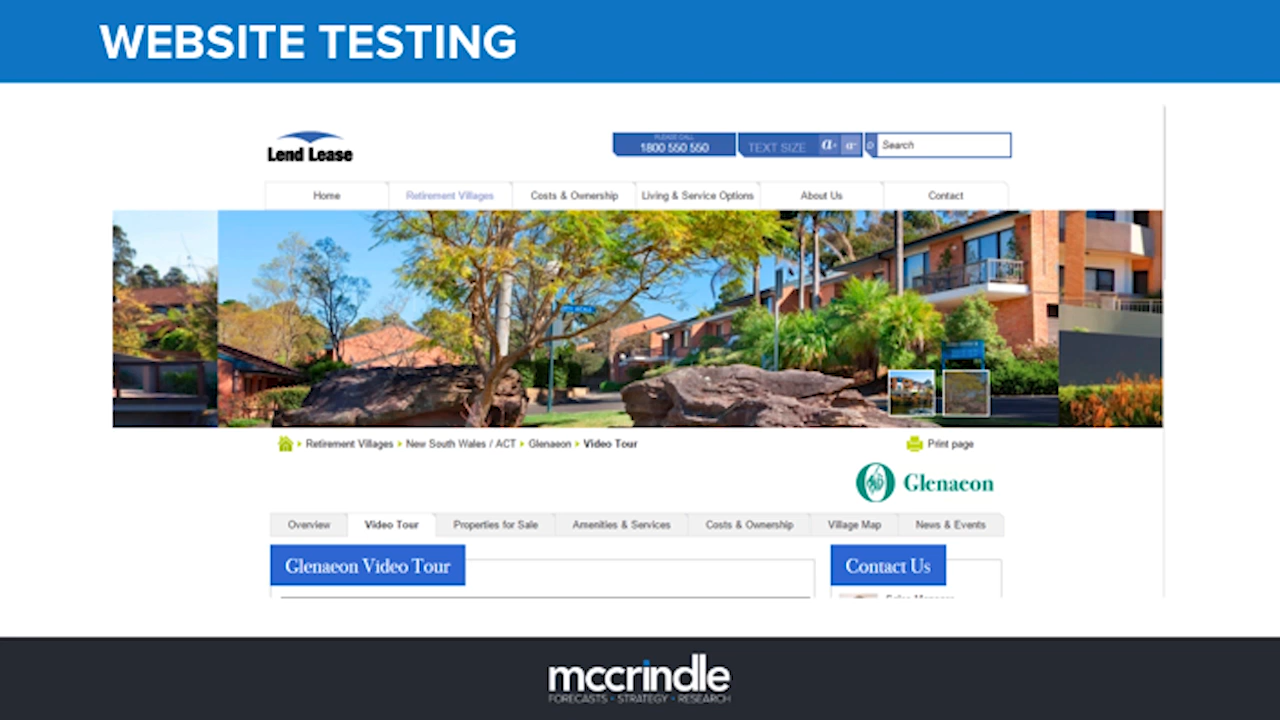 WEBSITE TESTING
Lend Lease
PLEASE CALL
1800 550 550
TEXT SIZE a+ a-
Search
Home Retirement Villages Costs & Ownership Living & Service Options About Us Contact
Retirement Villages New South Wales / ACT Glenaeon Video Tour
Print page
Glenaeon
Overview Video Tour Properties for Sale Amenities & Services Costs & Ownership Village Map News & Events
Glenaeon Video Tour
Contact Us
mccrindle
FORECASTS · STRATEGY · RESEARCH